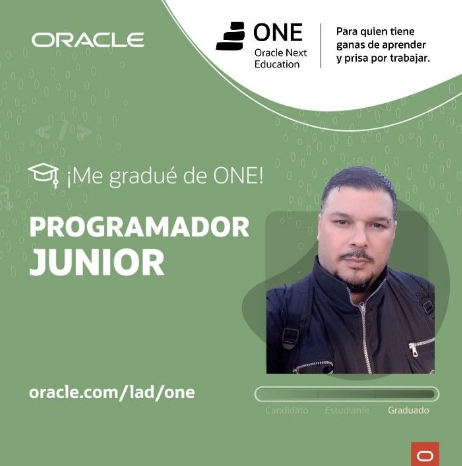 ORACLE
ONE
Oracle Next
Education
Para quien tiene
ganas de aprender
y prisa por trabajar.
</>
¡Me gradué de ONE!
PROGRAMADOR
JUNIOR
oracle.com/lad/one
Candidato Estudiante Graduado